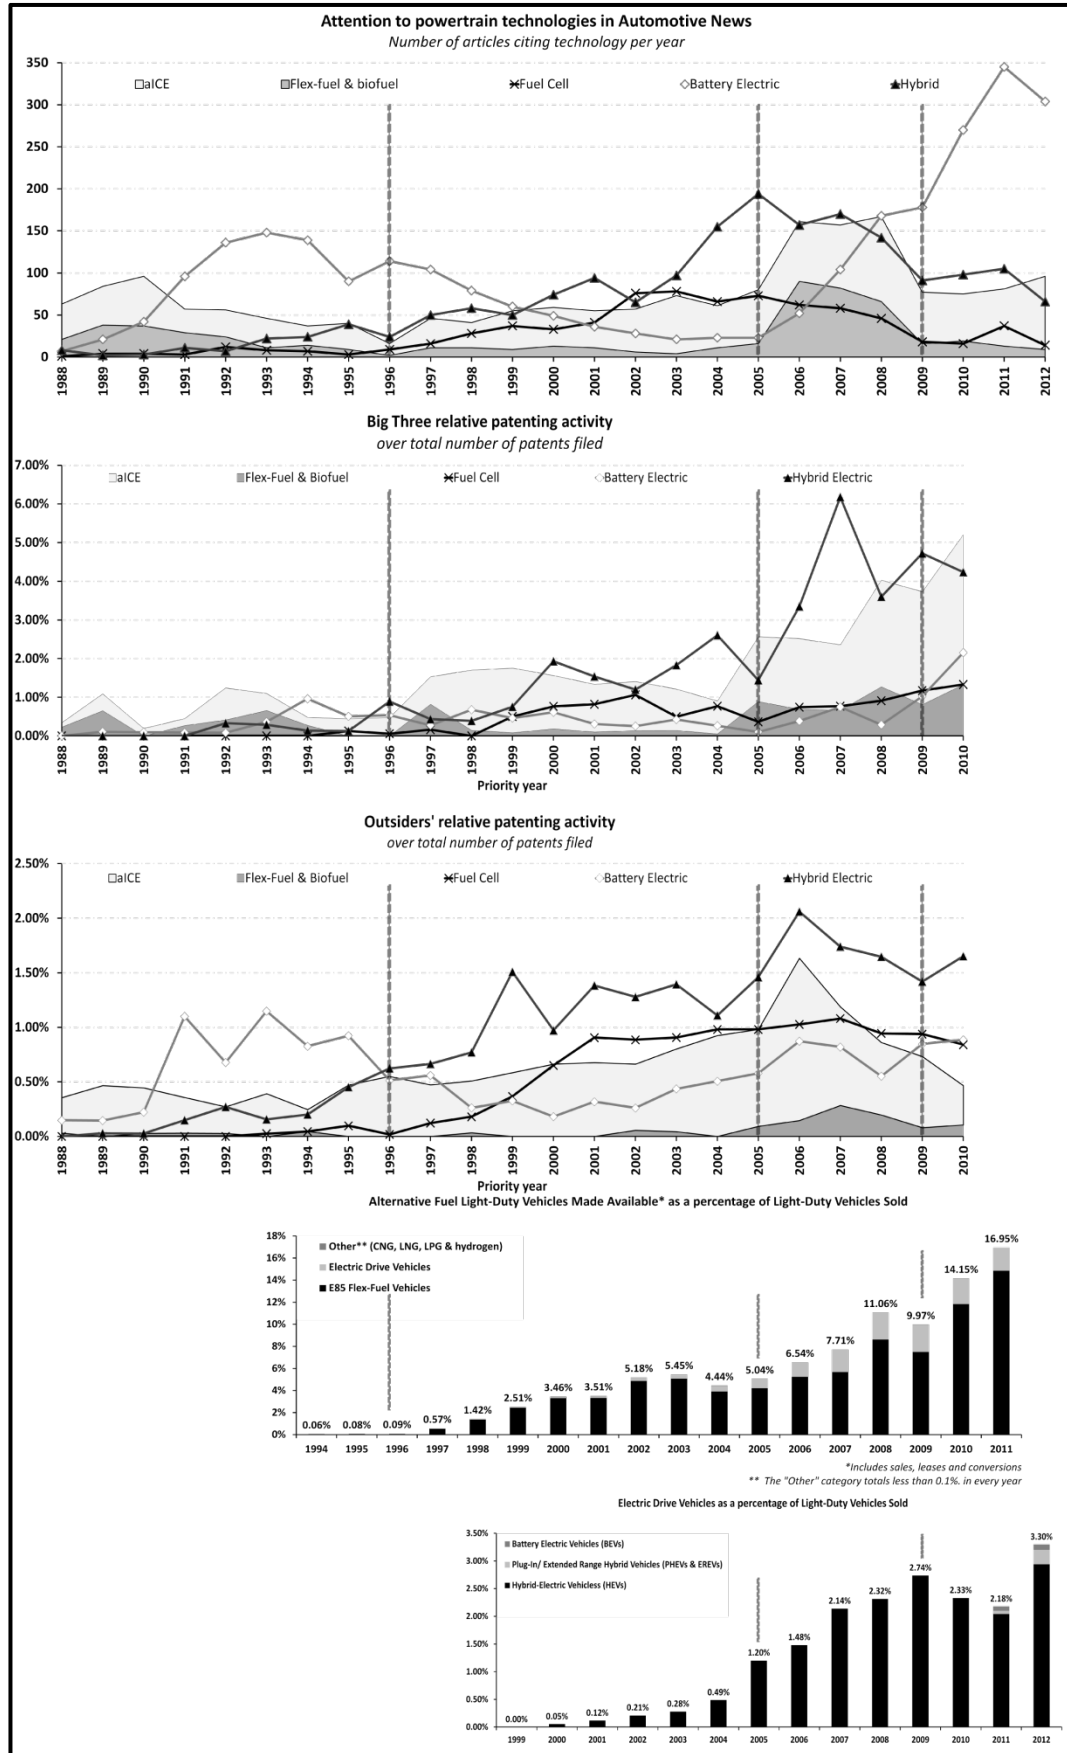 Attention to powertrain technologies in Automotive News
Number of articles citing technology per year
350
300
250
200
150
100
50
0
aICE
Flex-fuel & biofuel
Fuel Cell
Battery Electric
Hybrid
1988 1989 1990 1991 1992 1993 1994 1995 1996 1997 1998 1999 2000 2001 2002 2003 2004 2005 2006 2007 2008 2009 2010 2011 2012
Big Three relative patenting activity
over total number of patents filed
7.00%
6.00%
5.00%
4.00%
3.00%
2.00%
1.00%
0.00%
aICE
Flex-Fuel & Biofuel
Fuel Cell
Battery Electric
Hybrid Electric
1988 1989 1990 1991 1992 1993 1994 1995 1996 1997 1998 1999 2000 2001 2002 2003 2004 2005 2006 2007 2008 2009 2010
Priority year
Outsiders' relative patenting activity
over total number of patents filed
2.50%
2.00%
1.50%
1.00%
0.50%
0.00%
aICE
Flex-Fuel & Biofuel
Fuel Cell
Battery Electric
Hybrid Electric
1988 1989 1990 1991 1992 1993 1994 1995 1996 1997 1998 1999 2000 2001 2002 2003 2004 2005 2006 2007 2008 2009 2010
Priority year
Alternative Fuel Light-Duty Vehicles Made Available* as a percentage of Light-Duty Vehicles Sold
18%
16%
14%
12%
10%
8%
6%
4%
2%
0%
Other** (CNG, LNG, LPG & hydrogen)
Electric Drive Vehicles
E85 Flex-Fuel Vehicles
0.06% 0.08% 0.09% 0.57% 1.42% 2.51% 3.46% 3.51% 5.18% 5.45% 4.44% 5.04% 6.54% 7.71% 11.06% 9.97% 14.15% 16.95%
1994 1995 1996 1997 1998 1999 2000 2001 2002 2003 2004 2005 2006 2007 2008 2009 2010 2011
*Includes sales, leases and conversions
** The "Other" category totals less than 0.1%. in every year
Electric Drive Vehicles as a percentage of Light-Duty Vehicles Sold
3.50%
3.00%
2.50%
2.00%
1.50%
1.00%
0.50%
0.00%
Battery Electric Vehicles (BEVs)
Plug-In/ Extended Range Hybrid Vehicles (PHEVs & EREVs)
Hybrid-Electric Vehicless (HEVs)
0.00% 0.05% 0.12% 0.21% 0.28% 0.49% 1.20% 1.48% 2.14% 2.32% 2.74% 2.33% 2.18% 3.30%
1999 2000 2001 2002 2003 2004 2005 2006 2007 2008 2009 2010 2011 2012